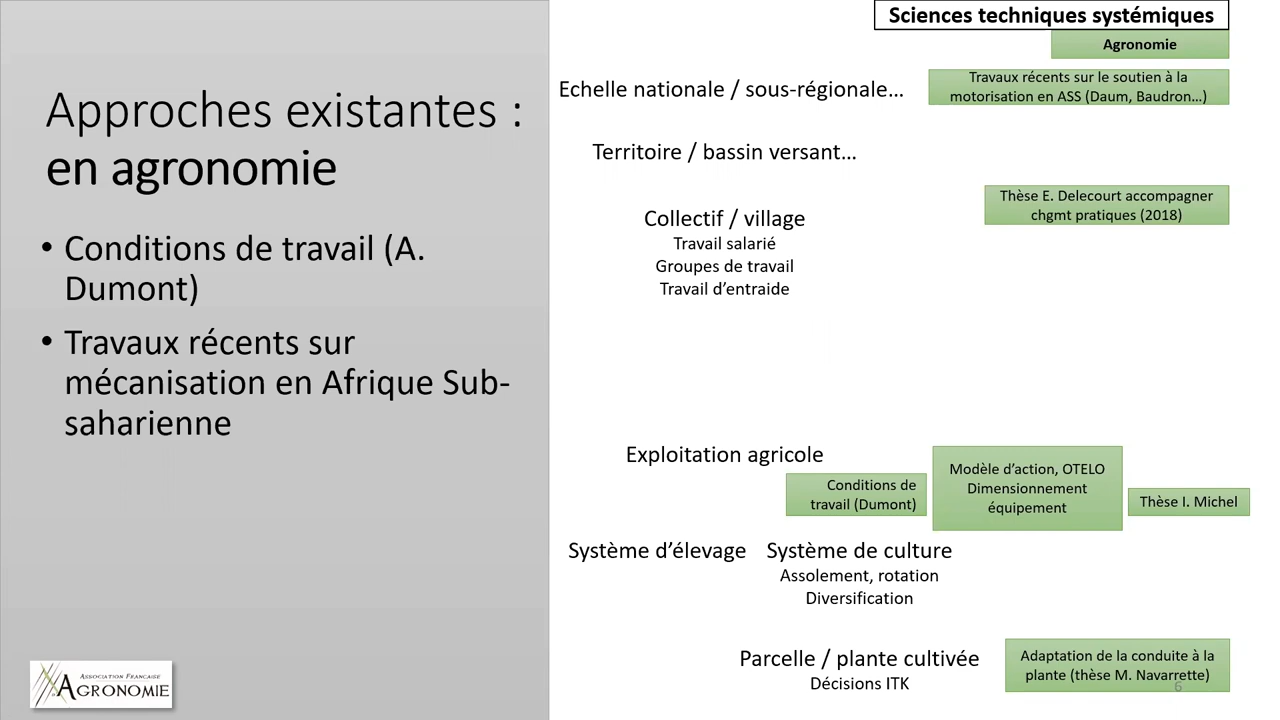 Approches existantes :
en agronomie
• Conditions de travail (A.
Dumont)
• Travaux récents sur
mécanisation en Afrique Sub-
saharienne
ASSOCIATION FRANÇAISE
AGRONOMIE
Sciences techniques systémiques
Agronomie
Echelle nationale / sous-régionale…
Travaux récents sur le soutien à la
motorisation en ASS (Daum, Baudron…)
Territoire / bassin versant…
Thèse E. Delecourt accompagner
chgmt pratiques (2018)
Collectif / village
Travail salarié
Groupes de travail
Travail d’entraide
Exploitation agricole
Conditions de
travail (Dumont)
Modèle d’action, OTELO
Dimensionnement
équipement
Thèse I. Michel
Système d’élevage
Système de culture
Assolement, rotation
Diversification
Parcelle / plante cultivée
Décisions ITK
Adaptation de la conduite à la
plante (thèse M. Navarrette)
6